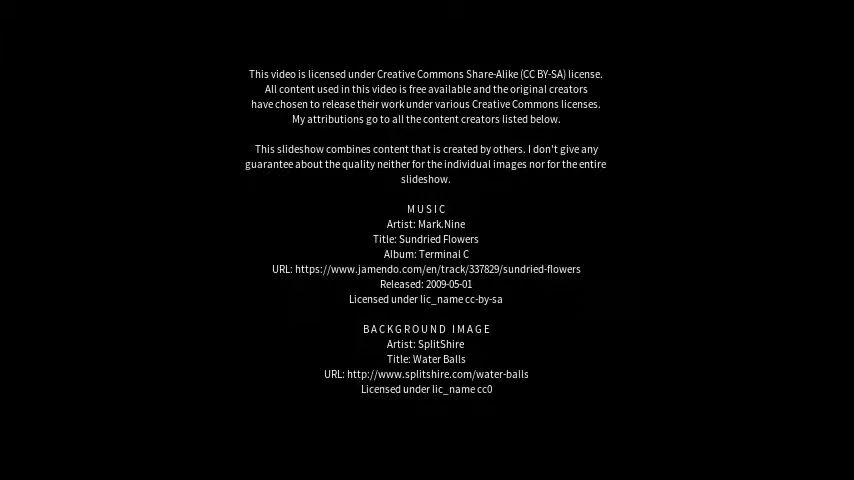 This video is licensed under Creative Commons Share-Alike (CC BY-SA) license.
All content used in this video is free available and the original creators
have chosen to release their work under various Creative Commons licenses.
My attributions go to all the content creators listed below.
This slideshow combines content that is created by others. I don't give any
guarantee about the quality neither for the individual images nor for the entire
slideshow.
MUSIC
Artist: Mark.Nine
Title: Sundried Flowers
Album: Terminal C
URL: https://www.jamendo.com/en/track/337829/sundried-flowers
Released: 2009-05-01
Licensed under lic_name cc-by-sa
BACKGROUND IMAGE
Artist: SplitShire
Title: Water Balls
URL: http://www.splitshire.com/water-balls
Licensed under lic_name cc0